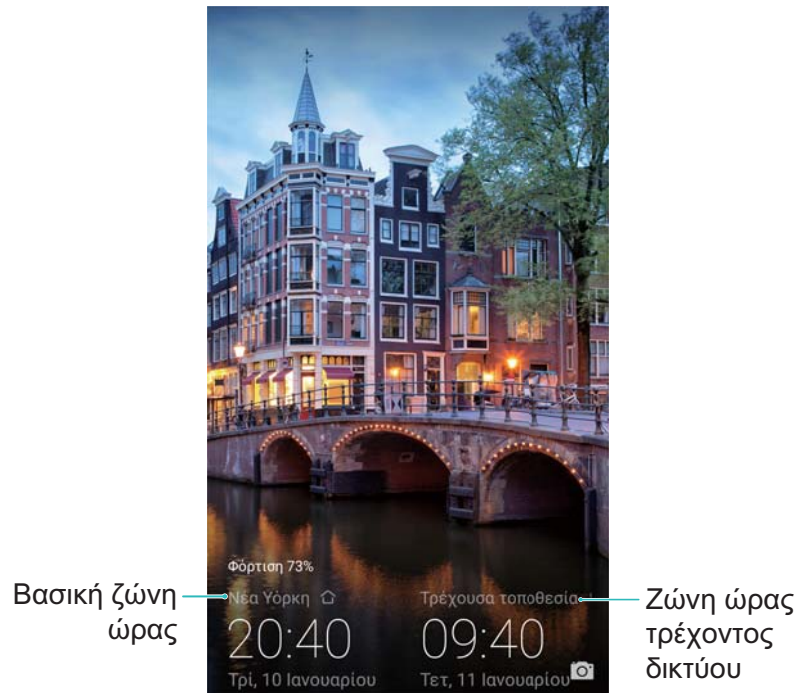 Φόρτιση 73%
Βασική ζώνη
ώρας
Νέα Υόρκη
Τρέχουσα τοποθεσία
Ζώνη ώρας
τρέχοντος
δικτύου
20:40
09:40
Τρί, 10 Ιανουαρίου
Τετ, 11 Ιανουαρίου